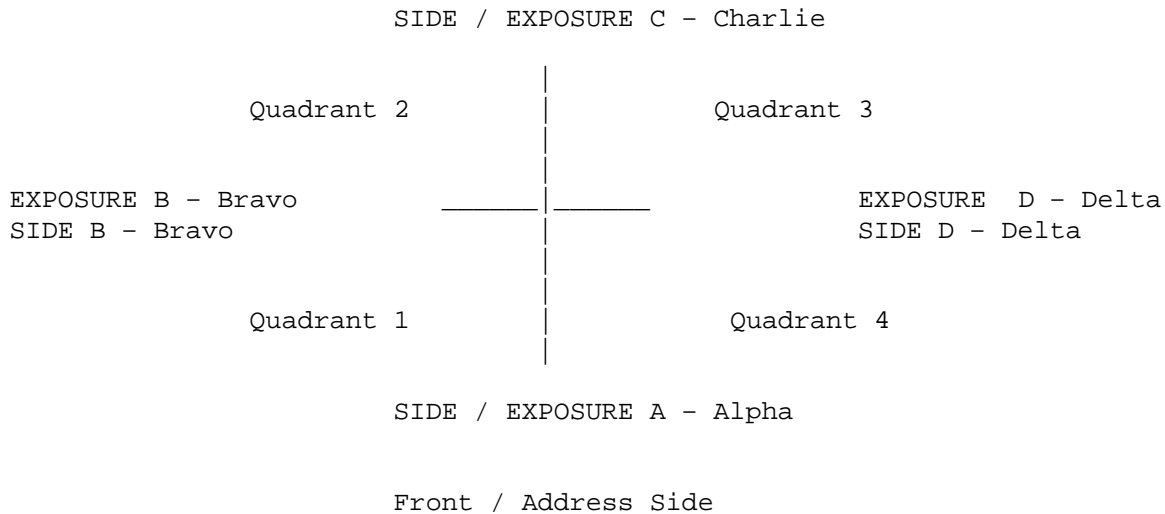 SIDE / EXPOSURE C – Charlie
Quadrant 2 Quadrant 3
EXPOSURE B – Bravo EXPOSURE D – Delta
SIDE B – Bravo SIDE D – Delta
Quadrant 1 Quadrant 4
SIDE / EXPOSURE A – Alpha
Front / Address Side